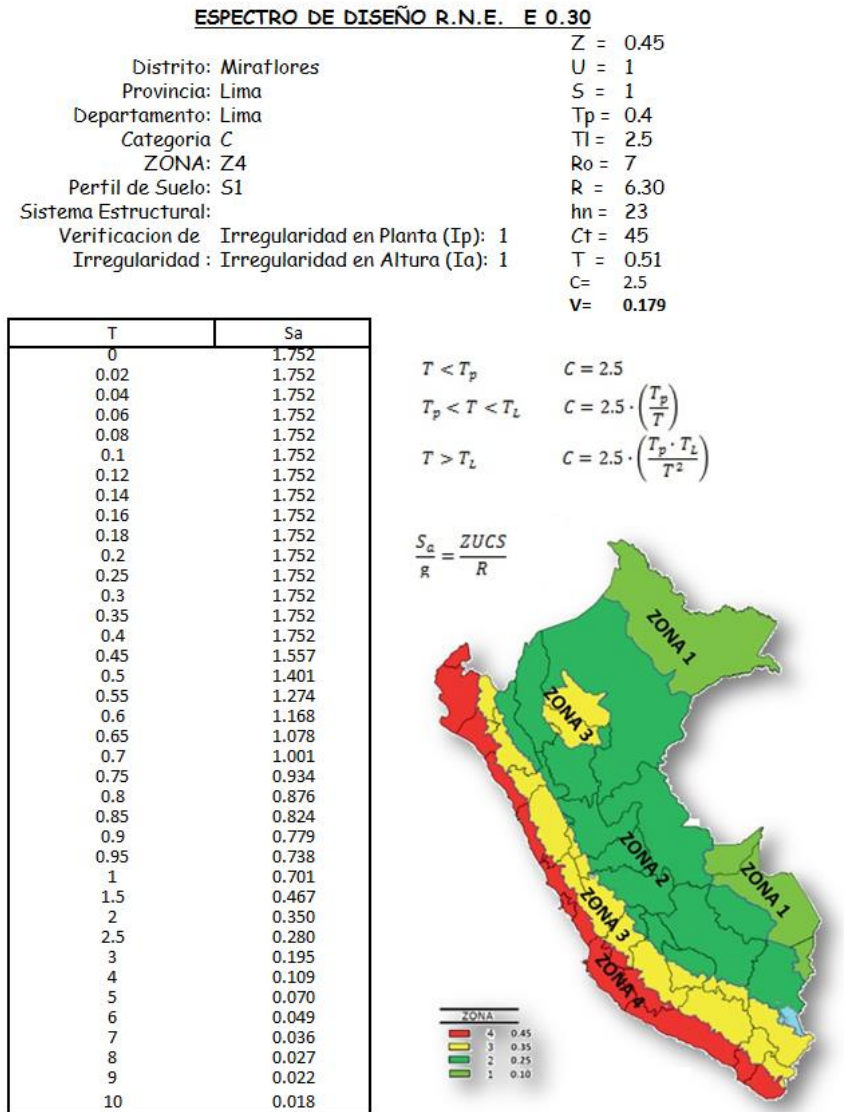 ESPECTRO DE DISEÑO R.N.E. E 0.30
Z = 0.45
Distrito: Miraflores U = 1
Provincia: Lima S = 1
Departamento: Lima Tp = 0.4
Categoria C Tl = 2.5
ZONA: Z4 Ro = 7
Perfil de Suelo: S1 R = 6.30
Sistema Estructural: hn = 23
Verificacion de Irregularidad en Planta (Ip): 1 Ct = 45
Irregularidad : Irregularidad en Altura (Ia): 1 T = 0.51
C= 2.5
V= 0.179
T Sa
0 1.752
0.02 1.752
0.04 1.752
0.06 1.752
0.08 1.752
0.1 1.752
0.12 1.752
0.14 1.752
0.16 1.752
0.18 1.752
0.2 1.752
0.25 1.752
0.3 1.752
0.35 1.752
0.4 1.752
0.45 1.557
0.5 1.401
0.55 1.274
0.6 1.168
0.65 1.078
0.7 1.001
0.75 0.934
0.8 0.876
0.85 0.824
0.9 0.779
0.95 0.738
1 0.701
1.5 0.467
2 0.350
2.5 0.280
3 0.195
4 0.109
5 0.070
6 0.049
7 0.036
8 0.027
9 0.022
10 0.018
T < Tp C = 2.5
Tp < T < TL C = 2.5 · (Tp / T)
T > TL C = 2.5 · (Tp · TL / T²)
Sa / g = ZUCS / R
ZONA 1
ZONA 3
ZONA 2
ZONA 1
ZONA 3
ZONA 4
ZONA
4 0.45
3 0.35
2 0.25
1 0.10